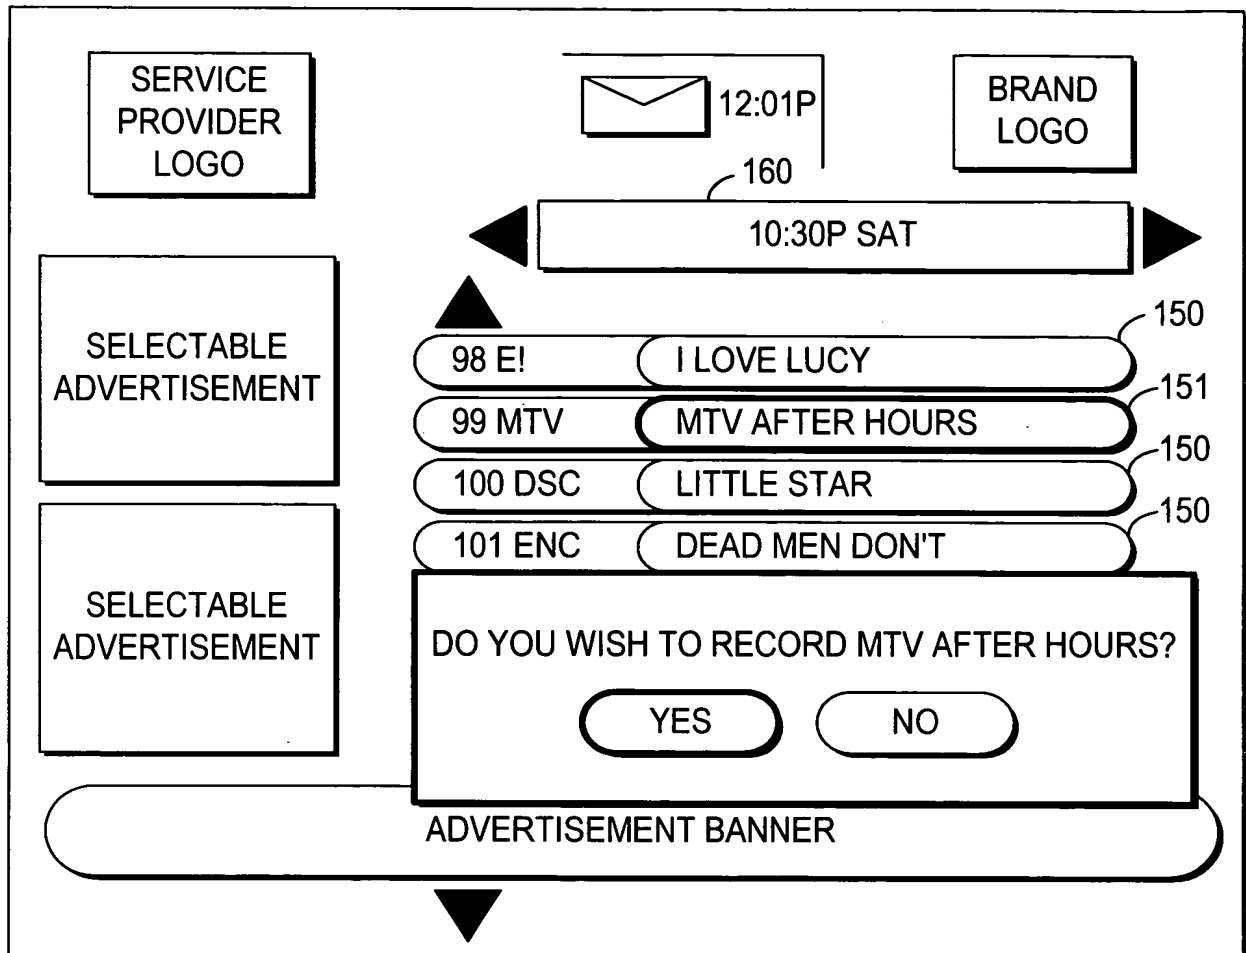 SERVICE
PROVIDER
LOGO
12:01P
BRAND
LOGO
160
10:30P SAT
SELECTABLE
ADVERTISEMENT
150
98 E! I LOVE LUCY
151
99 MTV MTV AFTER HOURS
150
100 DSC LITTLE STAR
150
101 ENC DEAD MEN DON'T
SELECTABLE
ADVERTISEMENT
DO YOU WISH TO RECORD MTV AFTER HOURS?
YES NO
ADVERTISEMENT BANNER